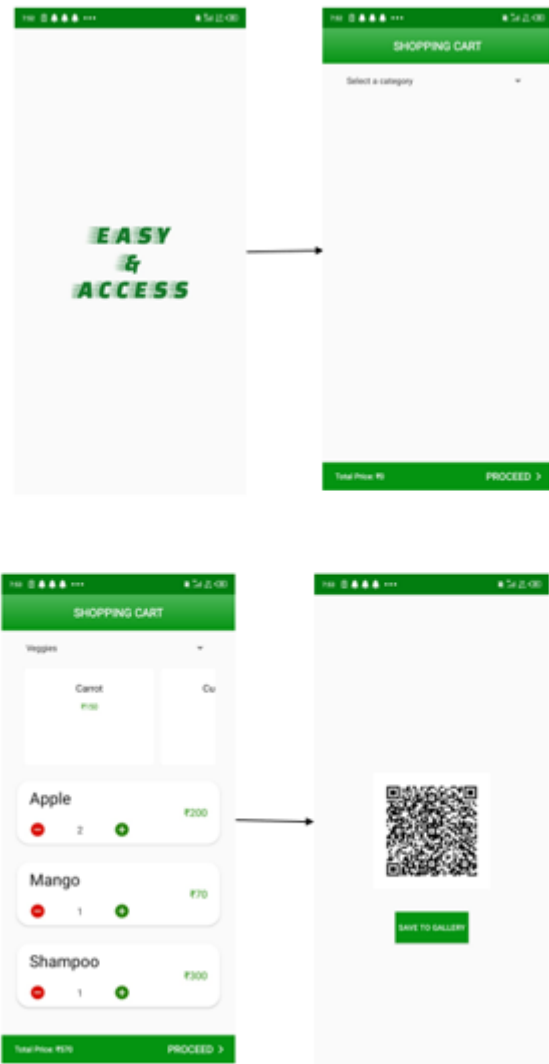 EASY
&
ACCESS
SHOPPING CART
Select a category
Total Price: ₹0
PROCEED >
SHOPPING CART
Veggies
Carrot
₹150
Cu
Apple
2
₹200
Mango
1
₹70
Shampoo
1
₹300
Total Price: ₹570
PROCEED >
SAVE TO GALLERY